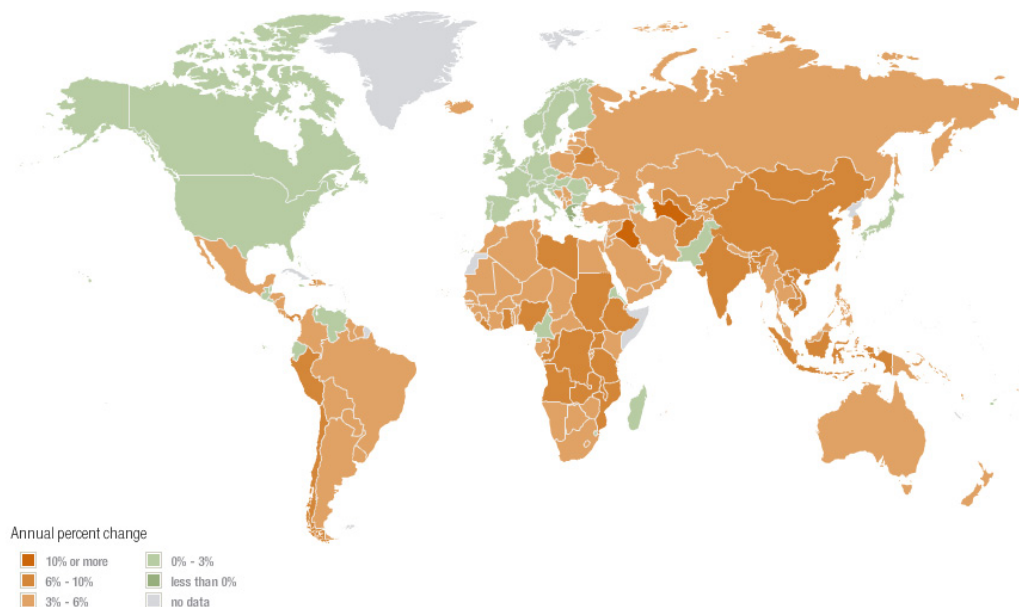 Annual percent change
10% or more
6% - 10%
3% - 6%
0% - 3%
less than 0%
no data